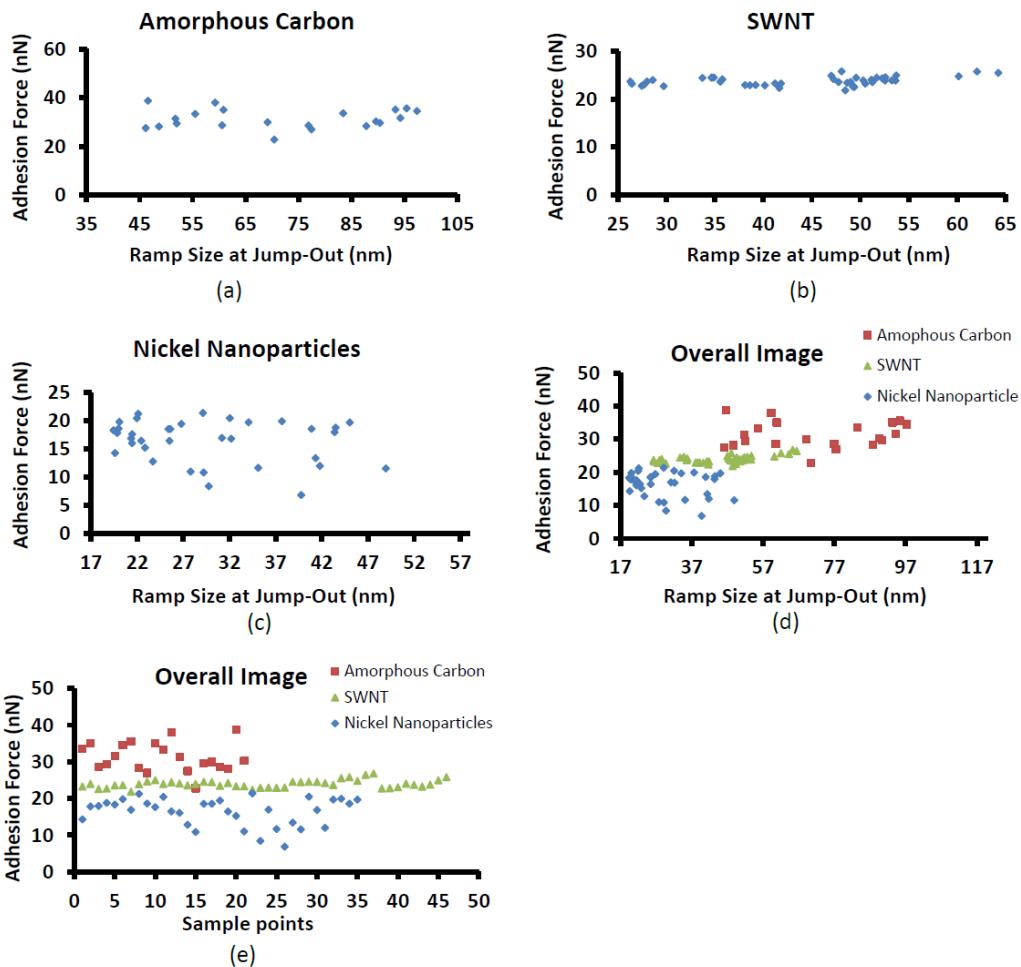 Amorphous Carbon
Adhesion Force (nN)
60
40
20
0
35 45 55 65 75 85 95 105
Ramp Size at Jump-Out (nm)
(a)
SWNT
Adhesion Force (nN)
30
20
10
0
25 30 35 40 45 50 55 60 65
Ramp Size at Jump-Out (nm)
(b)
Nickel Nanoparticles
Adhesion Force (nN)
25
20
15
10
5
0
17 22 27 32 37 42 47 52 57
Ramp Size at Jump-Out (nm)
(c)
Overall Image
Amophous Carbon
SWNT
Nickel Nanoparticle
Adhesion Force (nN)
50
40
30
20
10
0
17 37 57 77 97 117
Ramp Size at Jump-Out (nm)
(d)
Overall Image
Amorphous Carbon
SWNT
Nickel Nanoparticles
Adhesion Force (nN)
50
40
30
20
10
0
0 5 10 15 20 25 30 35 40 45 50
Sample points
(e)